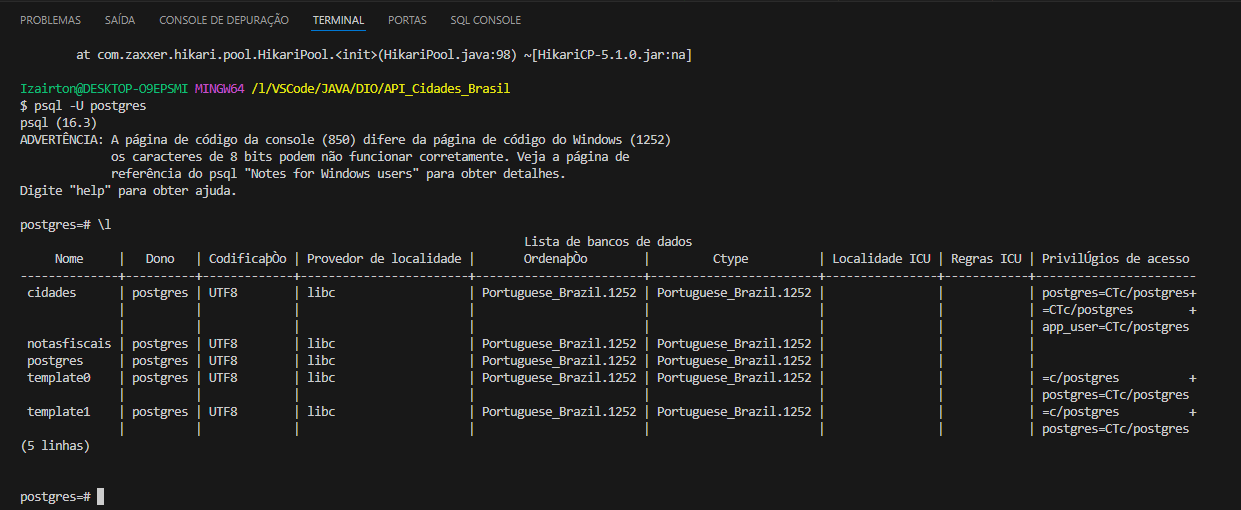 PROBLEMAS SAÍDA CONSOLE DE DEPURAÇÃO TERMINAL PORTAS SQL CONSOLE
at com.zaxxer.hikari.pool.HikariPool.<init>(HikariPool.java:98) ~[HikariCP-5.1.0.jar:na]
Izairton@DESKTOP-O9EPSMI MINGW64 /l/VSCode/JAVA/DIO/API_Cidades_Brasil
$ psql -U postgres
psql (16.3)
ADVERTÊNCIA: A página de código da console (850) difere da página de código do Windows (1252)
os caracteres de 8 bits podem não funcionar corretamente. Veja a página de
referência do psql "Notes for Windows users" para obter detalhes.
Digite "help" para obter ajuda.
postgres=# \l
Lista de bancos de dados
Nome | Dono | CodificaþÒo | Provedor de localidade | OrdenaþÒo | Ctype | Localidade ICU | Regras ICU | PrivilÚgios de acesso
--------------+----------+-------------+------------------------+-------------------------+-------------------------+----------------+------------+-----------------------
cidades | postgres | UTF8 | libc | Portuguese_Brazil.1252 | Portuguese_Brazil.1252 | | | postgres=CTc/postgres+
| | | | | | | | =CTc/postgres +
| | | | | | | | app_user=CTc/postgres
notasfiscais | postgres | UTF8 | libc | Portuguese_Brazil.1252 | Portuguese_Brazil.1252 | | |
postgres | postgres | UTF8 | libc | Portuguese_Brazil.1252 | Portuguese_Brazil.1252 | | |
template0 | postgres | UTF8 | libc | Portuguese_Brazil.1252 | Portuguese_Brazil.1252 | | | =c/postgres +
| | | | | | | | postgres=CTc/postgres
template1 | postgres | UTF8 | libc | Portuguese_Brazil.1252 | Portuguese_Brazil.1252 | | | =c/postgres +
| | | | | | | | postgres=CTc/postgres
(5 linhas)
postgres=#